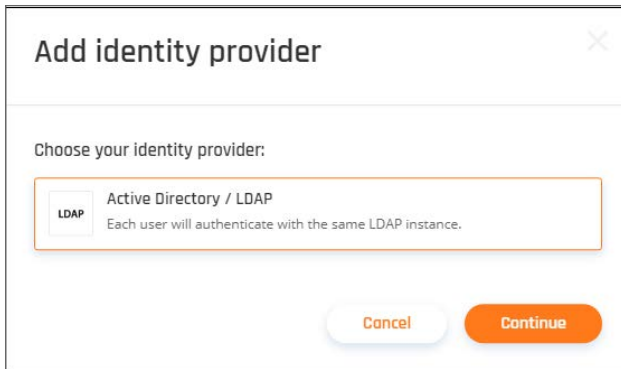 Add identity provider
Choose your identity provider:
LDAP
Active Directory / LDAP
Each user will authenticate with the same LDAP instance.
Cancel
Continue